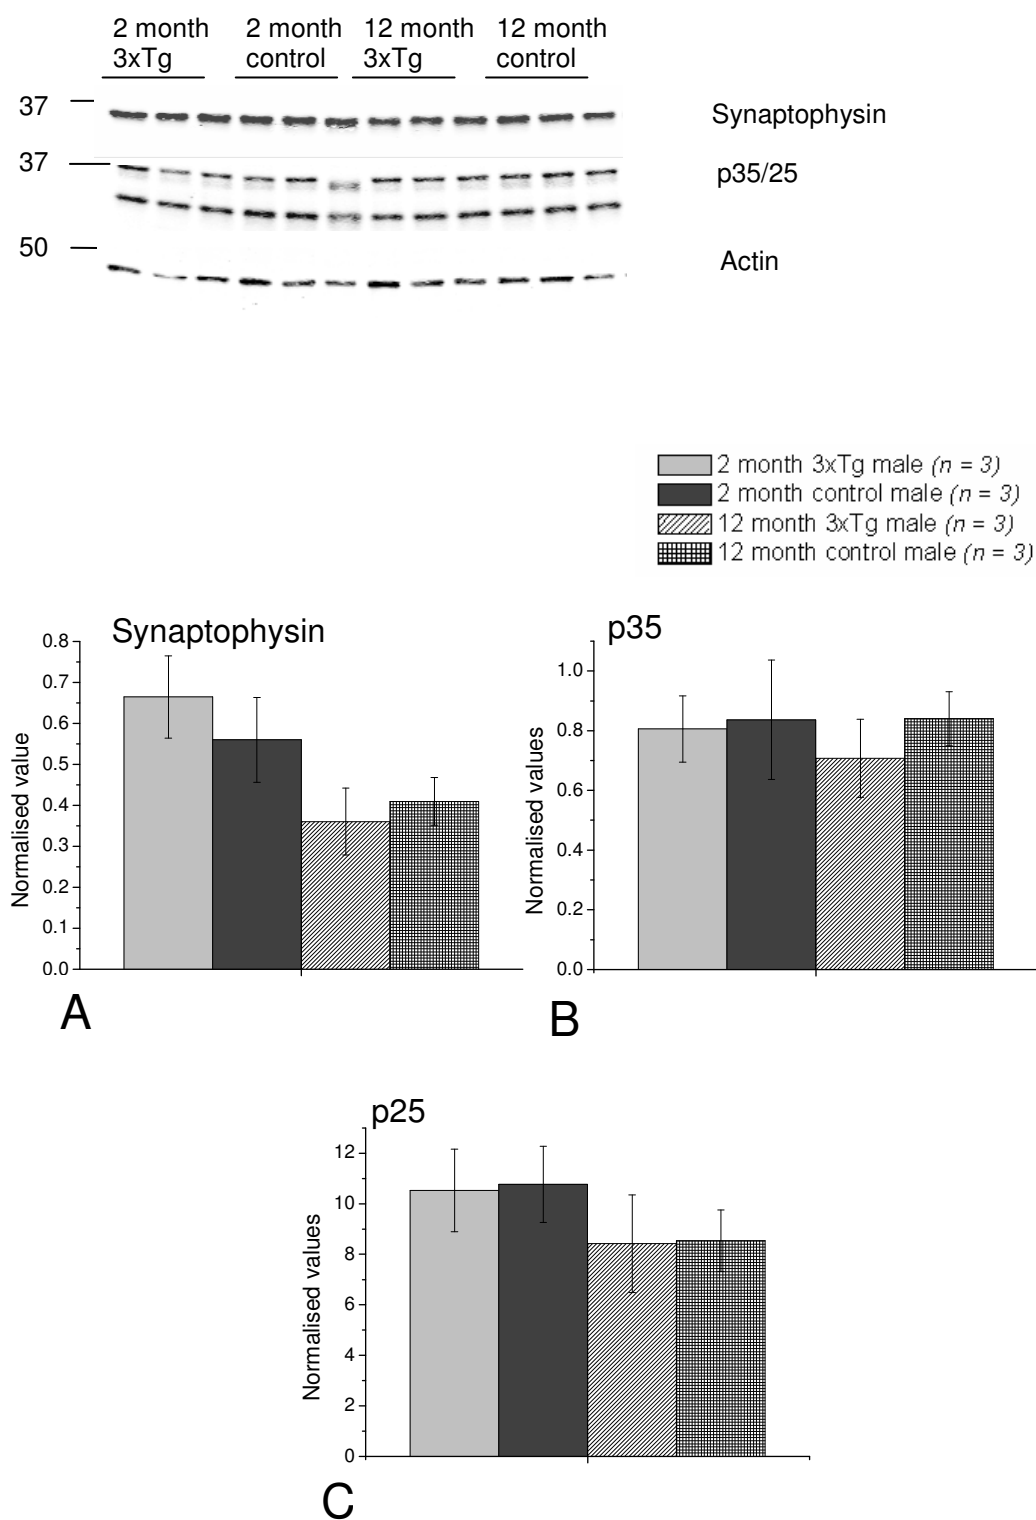 2 month 2 month 12 month 12 month
3xTg control 3xTg control
37
Synaptophysin
37
p35/25
50
Actin
2 month 3xTg male (n = 3)
2 month control male (n = 3)
12 month 3xTg male (n = 3)
12 month control male (n = 3)
Synaptophysin
0.8
0.7
0.6
0.5
0.4
0.3
0.2
0.1
0.0
Normalised value
A
p35
1.0
0.8
0.6
0.4
0.2
0.0
Normalised values
B
p25
12
10
8
6
4
2
0
Normalised values
C